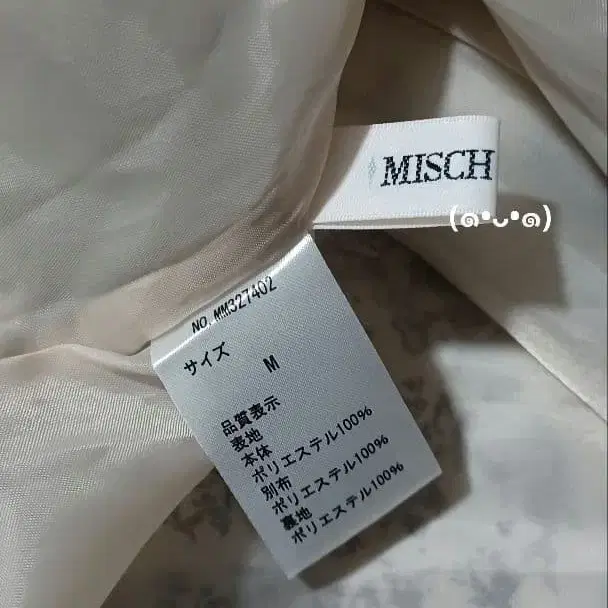 MISCH
(๑•ᴗ•๑)
NO. MM327402
サイズ
M
品質表示
表地
本体
ポリエステル100%
別布
ポリエステル100%
裏地
ポリエステル100%